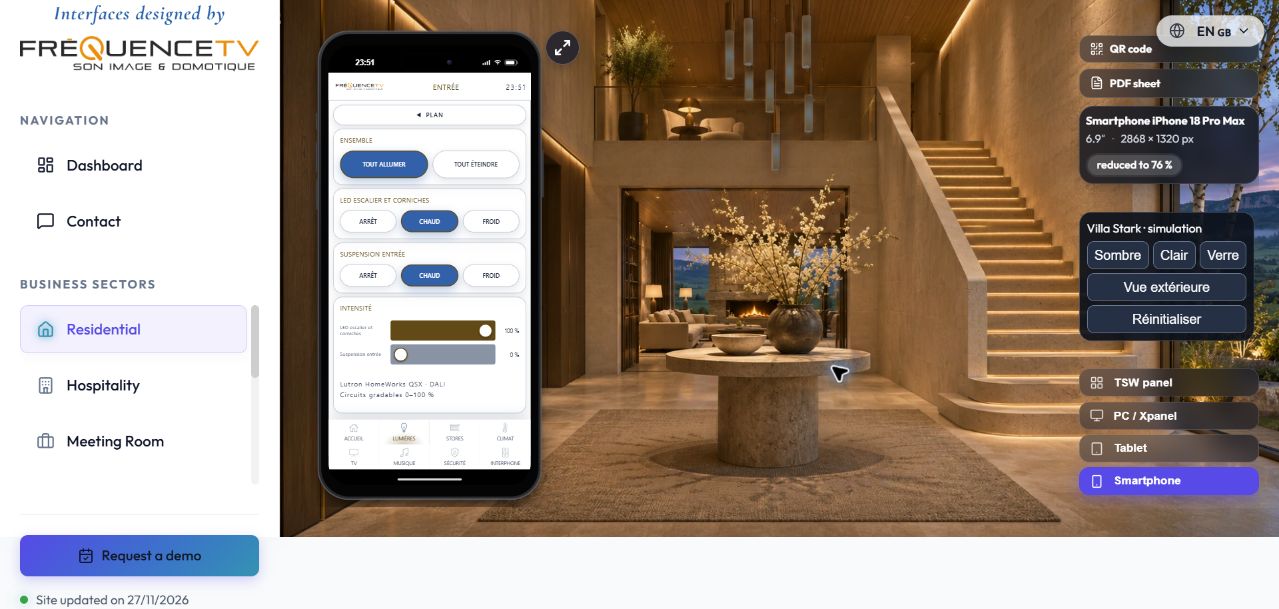 Interfaces designed by
FRÉQUENCETV
SON IMAGE & DOMOTIQUE
NAVIGATION
Dashboard
Contact
BUSINESS SECTORS
Residential
Hospitality
Meeting Room
Request a demo
Site updated on 27/11/2026
23:51
FRÉQUENCETV
ENTRÉE
23:51
◄ PLAN
ENSEMBLE
TOUT ALLUMER
TOUT ÉTEINDRE
LED ESCALIER ET CORNICHES
ARRÊT
CHAUD
FROID
SUSPENSION ENTRÉE
ARRÊT
CHAUD
FROID
INTENSITÉ
LED escalier et
corniches
100 %
Suspension entrée
0 %
Lutron HomeWorks QSX · DALI
Circuits gradables 0–100 %
ACCUEIL
LUMIÈRES
STORES
CLIMAT
TV
MUSIQUE
SÉCURITÉ
INTERPHONE
EN GB
QR code
PDF sheet
Smartphone iPhone 18 Pro Max
6.9" · 2868 × 1320 px
reduced to 76 %
Villa Stark · simulation
Sombre
Clair
Verre
Vue extérieure
Réinitialiser
TSW panel
PC / Xpanel
Tablet
Smartphone